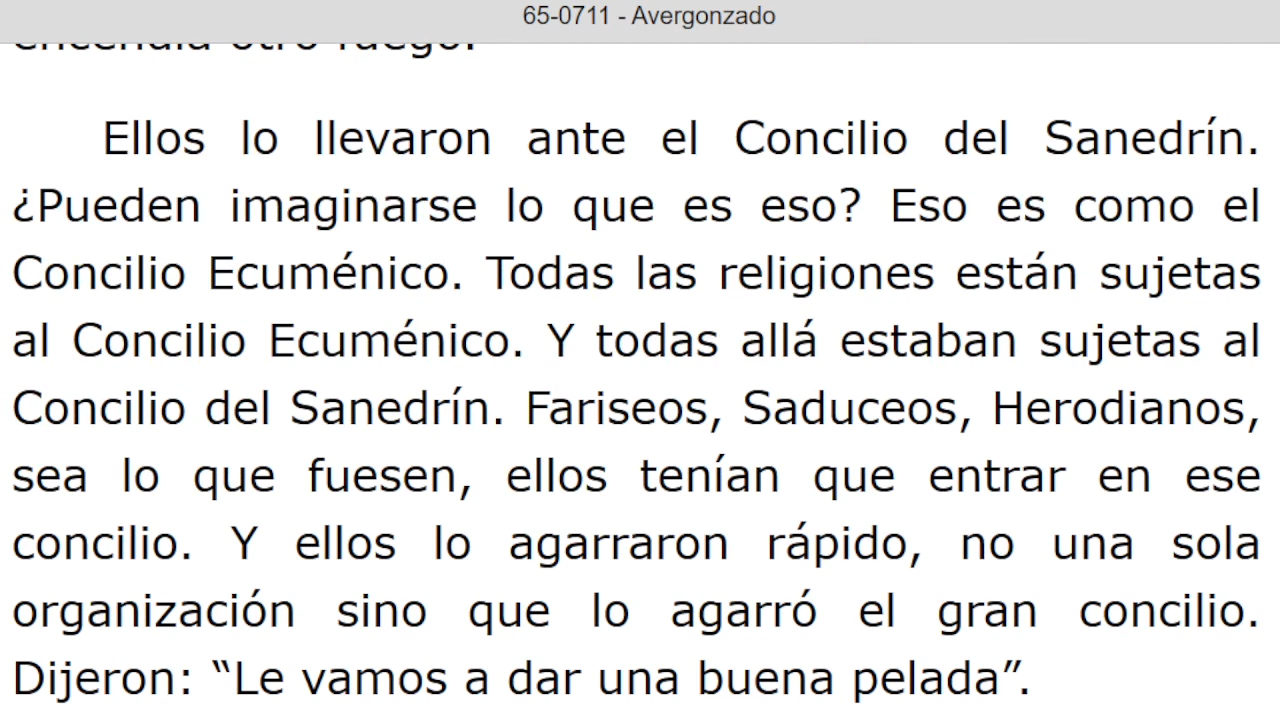 65-0711 - Avergonzado
encendía otro fuego.
Ellos lo llevaron ante el Concilio del Sanedrín.
¿Pueden imaginarse lo que es eso? Eso es como el
Concilio Ecuménico. Todas las religiones están sujetas
al Concilio Ecuménico. Y todas allá estaban sujetas al
Concilio del Sanedrín. Fariseos, Saduceos, Herodianos,
sea lo que fuesen, ellos tenían que entrar en ese
concilio. Y ellos lo agarraron rápido, no una sola
organización sino que lo agarró el gran concilio.
Dijeron: “Le vamos a dar una buena pelada”.